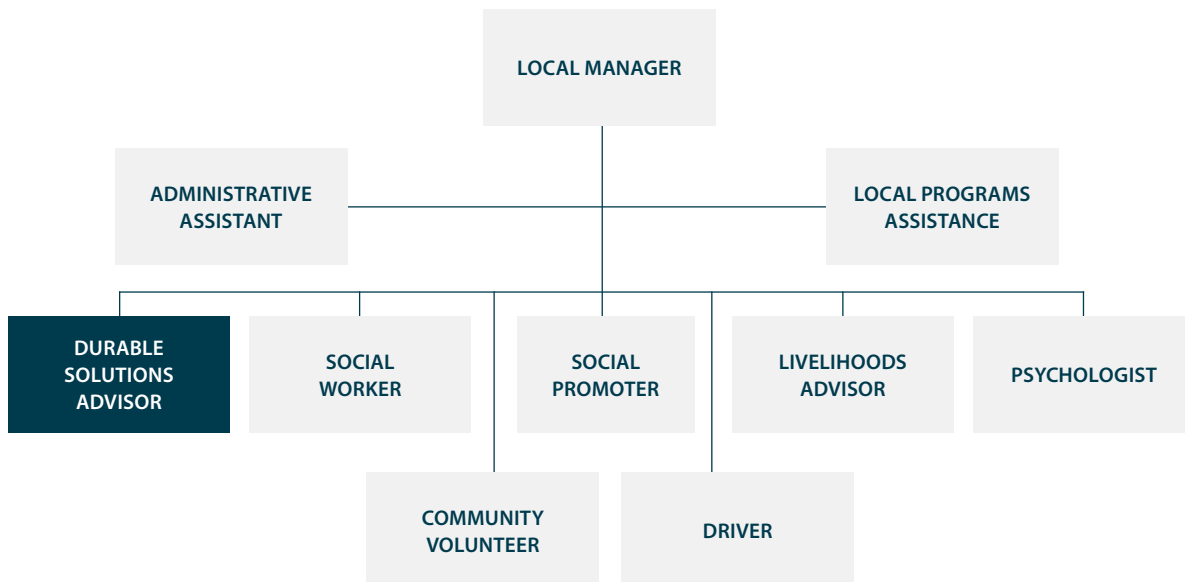 LOCAL MANAGER
ADMINISTRATIVE
ASSISTANT
LOCAL PROGRAMS
ASSISTANCE
DURABLE
SOLUTIONS
ADVISOR
SOCIAL
WORKER
SOCIAL
PROMOTER
LIVELIHOODS
ADVISOR
PSYCHOLOGIST
COMMUNITY
VOLUNTEER
DRIVER